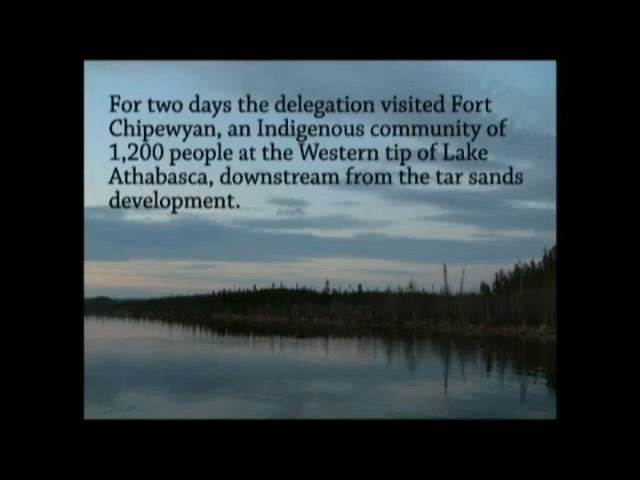 For two days the delegation visited Fort
Chipewyan, an Indigenous community of
1,200 people at the Western tip of Lake
Athabasca, downstream from the tar sands
development.